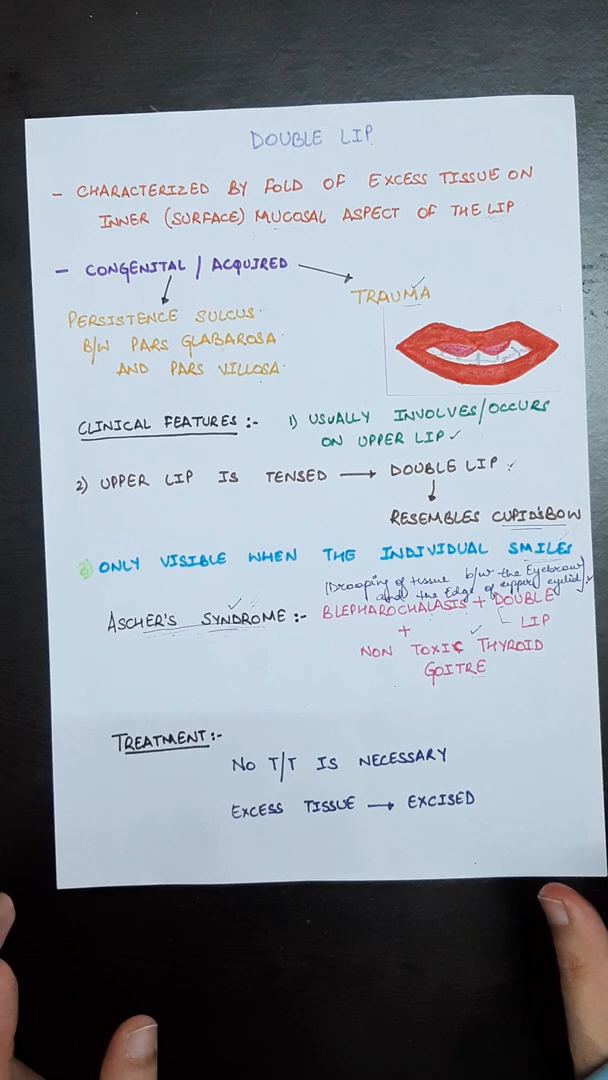 DOUBLE LIP
- CHARACTERIZED BY FOLD OF EXCESS TISSUE ON
INNER (SURFACE) MUCOSAL ASPECT OF THE LIP
- CONGENITAL / ACQUIRED
TRAUMA
PERSISTENCE SULCUS
B/W PARS GLABAROSA
AND PARS VILLOSA
CLINICAL FEATURES :- 1) USUALLY INVOLVES/OCCURS
ON UPPER LIP
2) UPPER LIP IS TENSED → DOUBLE LIP
RESEMBLES CUPID'S BOW
3) ONLY VISIBLE WHEN THE INDIVIDUAL SMILES
(Drooping of tissue b/w the Eyebrow
and the Edge of upper eyelid)
ASCHER'S SYNDROME :- BLEPHAROCHALASIS + DOUBLE
LIP
+
NON TOXIC THYROID
GOITRE
TREATMENT :-
NO T/T IS NECESSARY
EXCESS TISSUE → EXCISED